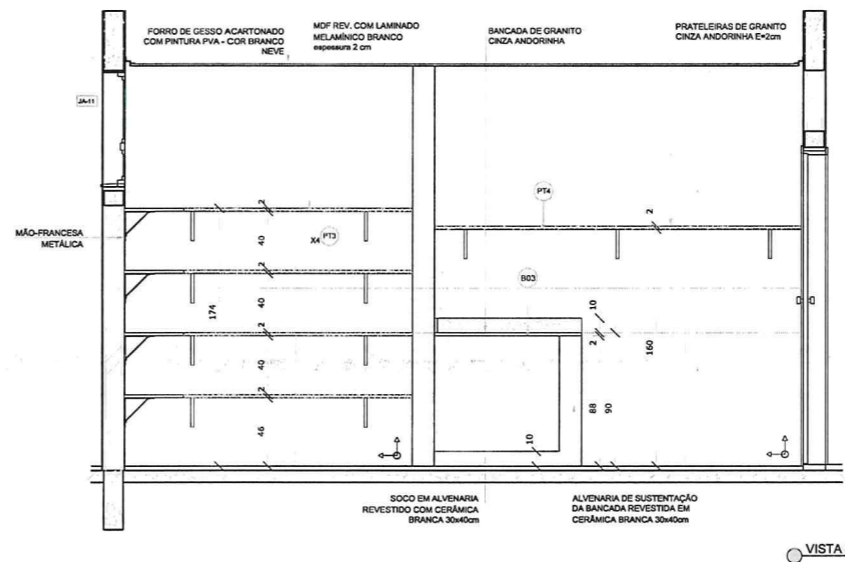 FORRO DE GESSO ACARTONADO
COM PINTURA PVA - COR BRANCO
NEVE
MDF REV. COM LAMINADO
MELAMÍNICO BRANCO
espessura 2 cm
BANCADA DE GRANITO
CINZA ANDORINHA
PRATELEIRAS DE GRANITO
CINZA ANDORINHA E=2cm
JA-11
MÃO-FRANCESA
METÁLICA
2
40
X4 PT3
2
40
174
2
40
2
46
PT4
2
B03
10
2
160
88
90
10
SOCO EM ALVENARIA
REVESTIDO COM CERÂMICA
BRANCA 30x40cm
ALVENARIA DE SUSTENTAÇÃO
DA BANCADA REVESTIDA EM
CERÂMICA BRANCA 30x40cm
VISTA